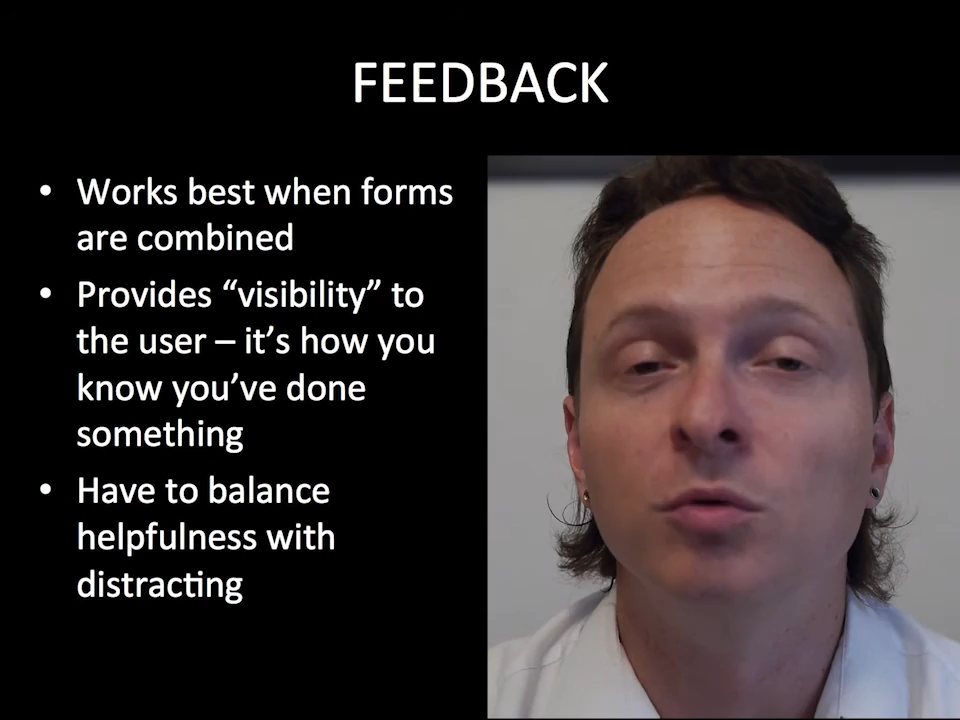 FEEDBACK
• Works best when forms
are combined
• Provides “visibility” to
the user – it’s how you
know you’ve done
something
• Have to balance
helpfulness with
distracting